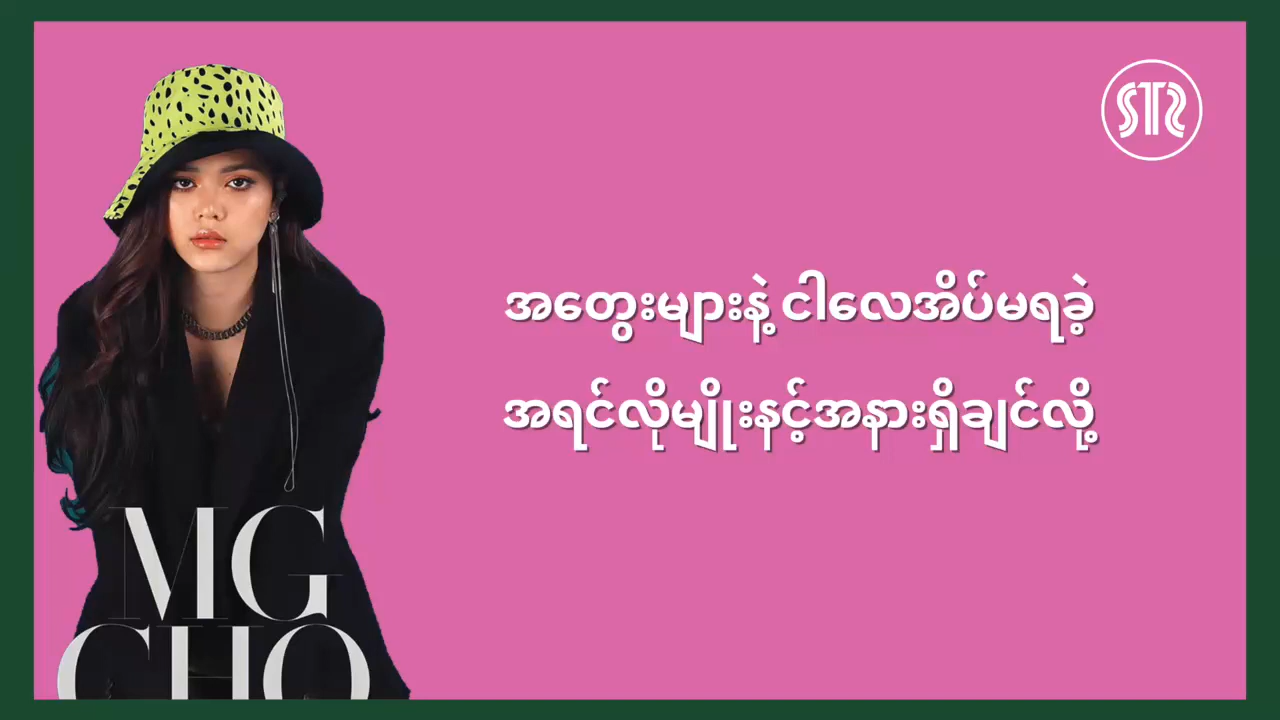 STS
အတွေးများနဲ့ ငါလေအိပ်မရခဲ့
အရင်လိုမျိုးနင့်အနားရှိချင်လို့
MG
CHO